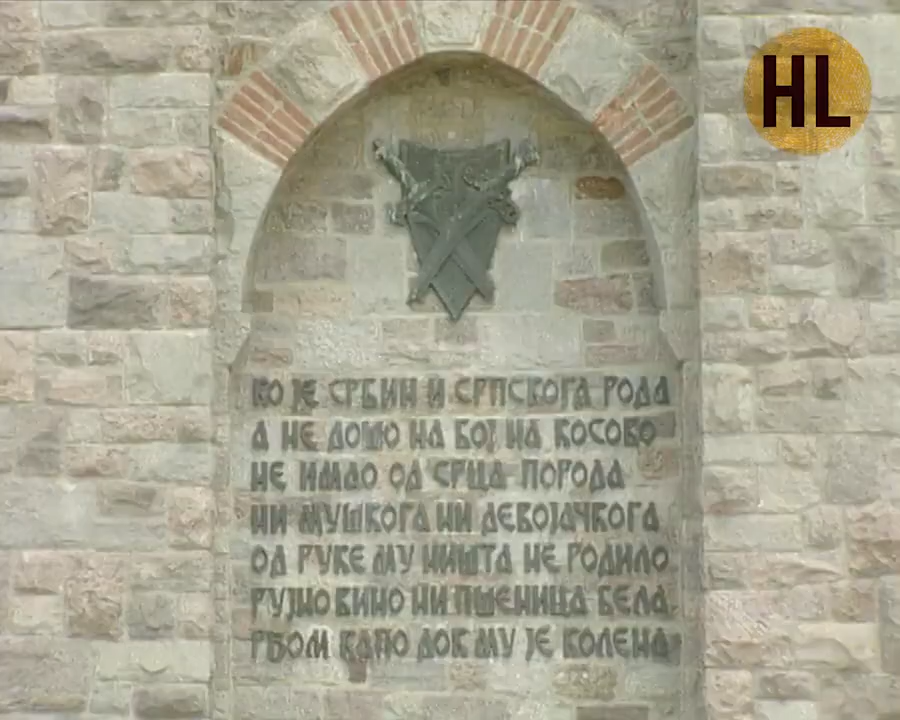 HL
КО ЈЕ СРБИН И СРПСКОГА РОДА
А НЕ ДОШО НА БОЈ НА КОСОВО
НЕ ИМАО ОД СРЦА ПОРОДА
НИ МУШКОГА НИ ДЕВОЈАЧКОГА
ОД РУКЕ МУ НИШТА НЕ РОДИЛО
РУЈНО ВИНО НИ ПШЕНИЦА БЕЛА
РЂОМ КАПО ДОК МУ ЈЕ КОЛЕНА